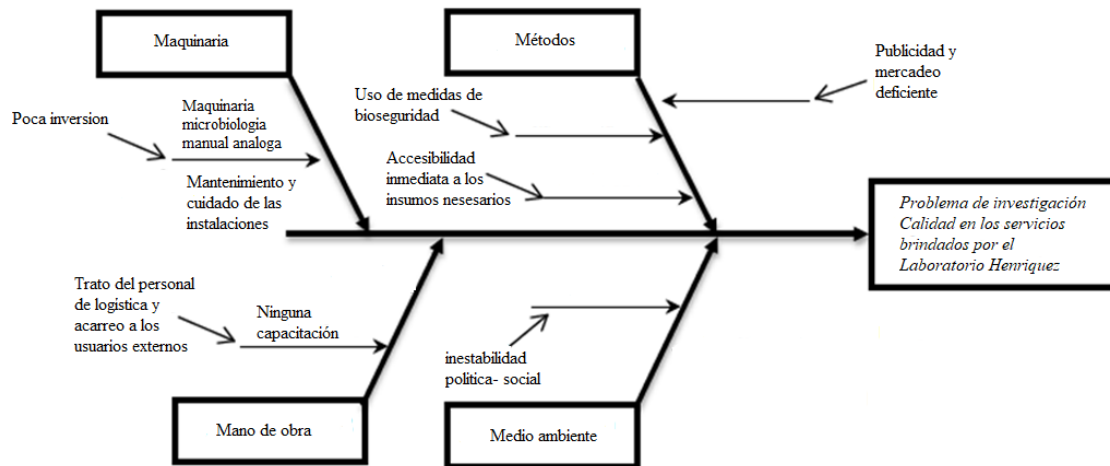 Maquinaria
Métodos
Publicidad y
mercadeo
deficiente
Uso de medidas de
bioseguridad
Poca inversion
Maquinaria
microbiologia
manual analoga
Accesibilidad
inmediata a los
insumos nesesarios
Mantenimiento y
cuidado de las
instalaciones
Problema de investigación
Calidad en los servicios
brindados por el
Laboratorio Henriquez
Trato del personal
de logistica y
acarreo a los
usuarios externos
Ninguna
capacitación
inestabilidad
politica- social
Mano de obra
Medio ambiente